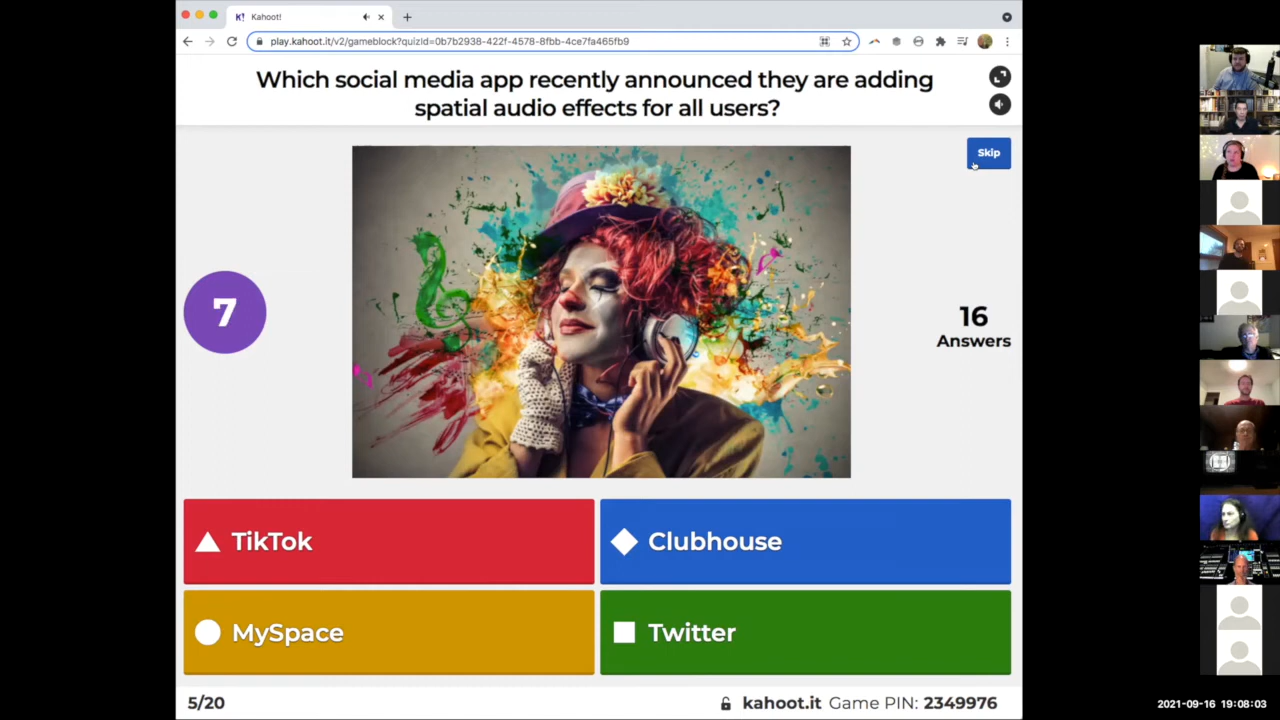 K! Kahoot!
play.kahoot.it/v2/gameblock?quizId=0b7b2938-422f-4578-8fbb-4ce7fa465fb9
Which social media app recently announced they are adding
spatial audio effects for all users?
Skip
7
16
Answers
TikTok
Clubhouse
MySpace
Twitter
5/20
kahoot.it Game PIN: 2349976
2021-09-16 19:08:03